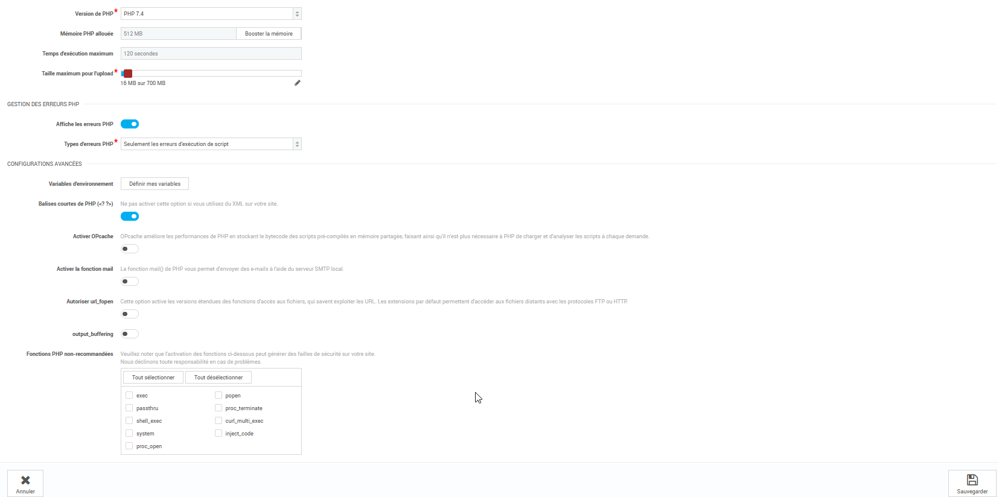 Version de PHP*
PHP 7.4
Mémoire PHP allouée
512 MB
Booster la mémoire
Temps d'exécution maximum
120 secondes
Taille maximum pour l'upload*
16 MB sur 700 MB
GESTION DES ERREURS PHP
Affiche les erreurs PHP
Types d'erreurs PHP*
Seulement les erreurs d'exécution de script
CONFIGURATIONS AVANCÉES
Variables d'environnement
Définir mes variables
Balises courtes de PHP (<? ?>)
Ne pas activer cette option si vous utilisez du XML sur votre site.
Activer OPcache
OPcache améliore les performances de PHP en stockant le bytecode des scripts pré-compilés en mémoire partagée, faisant ainsi qu'il n'est plus nécessaire à PHP de charger et d'analyser les scripts à chaque demande.
Activer la fonction mail
La fonction mail() de PHP vous permet d'envoyer des e-mails à l'aide du serveur SMTP local.
Autoriser url_fopen
Cette option active les versions étendues des fonctions d'accès aux fichiers, qui savent exploiter les URL. Les extensions par défaut permettent d'accéder aux fichiers distants avec les protocoles FTP ou HTTP.
output_buffering
Fonctions PHP non-recommandées
Veuillez noter que l'activation des fonctions ci-dessous peut générer des failles de sécurité sur votre site.
Nous déclinons toute responsabilité en cas de problèmes.
Tout sélectionner
Tout désélectionner
exec
popen
passthru
proc_terminate
shell_exec
curl_multi_exec
system
inject_code
proc_open
Annuler
Sauvegarder